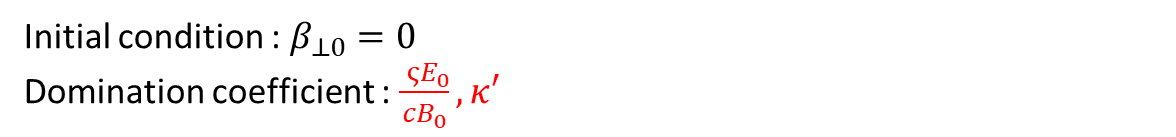 Initial condition : β⊥0 = 0
Domination coefficient : ςE0/cB0 , κ′